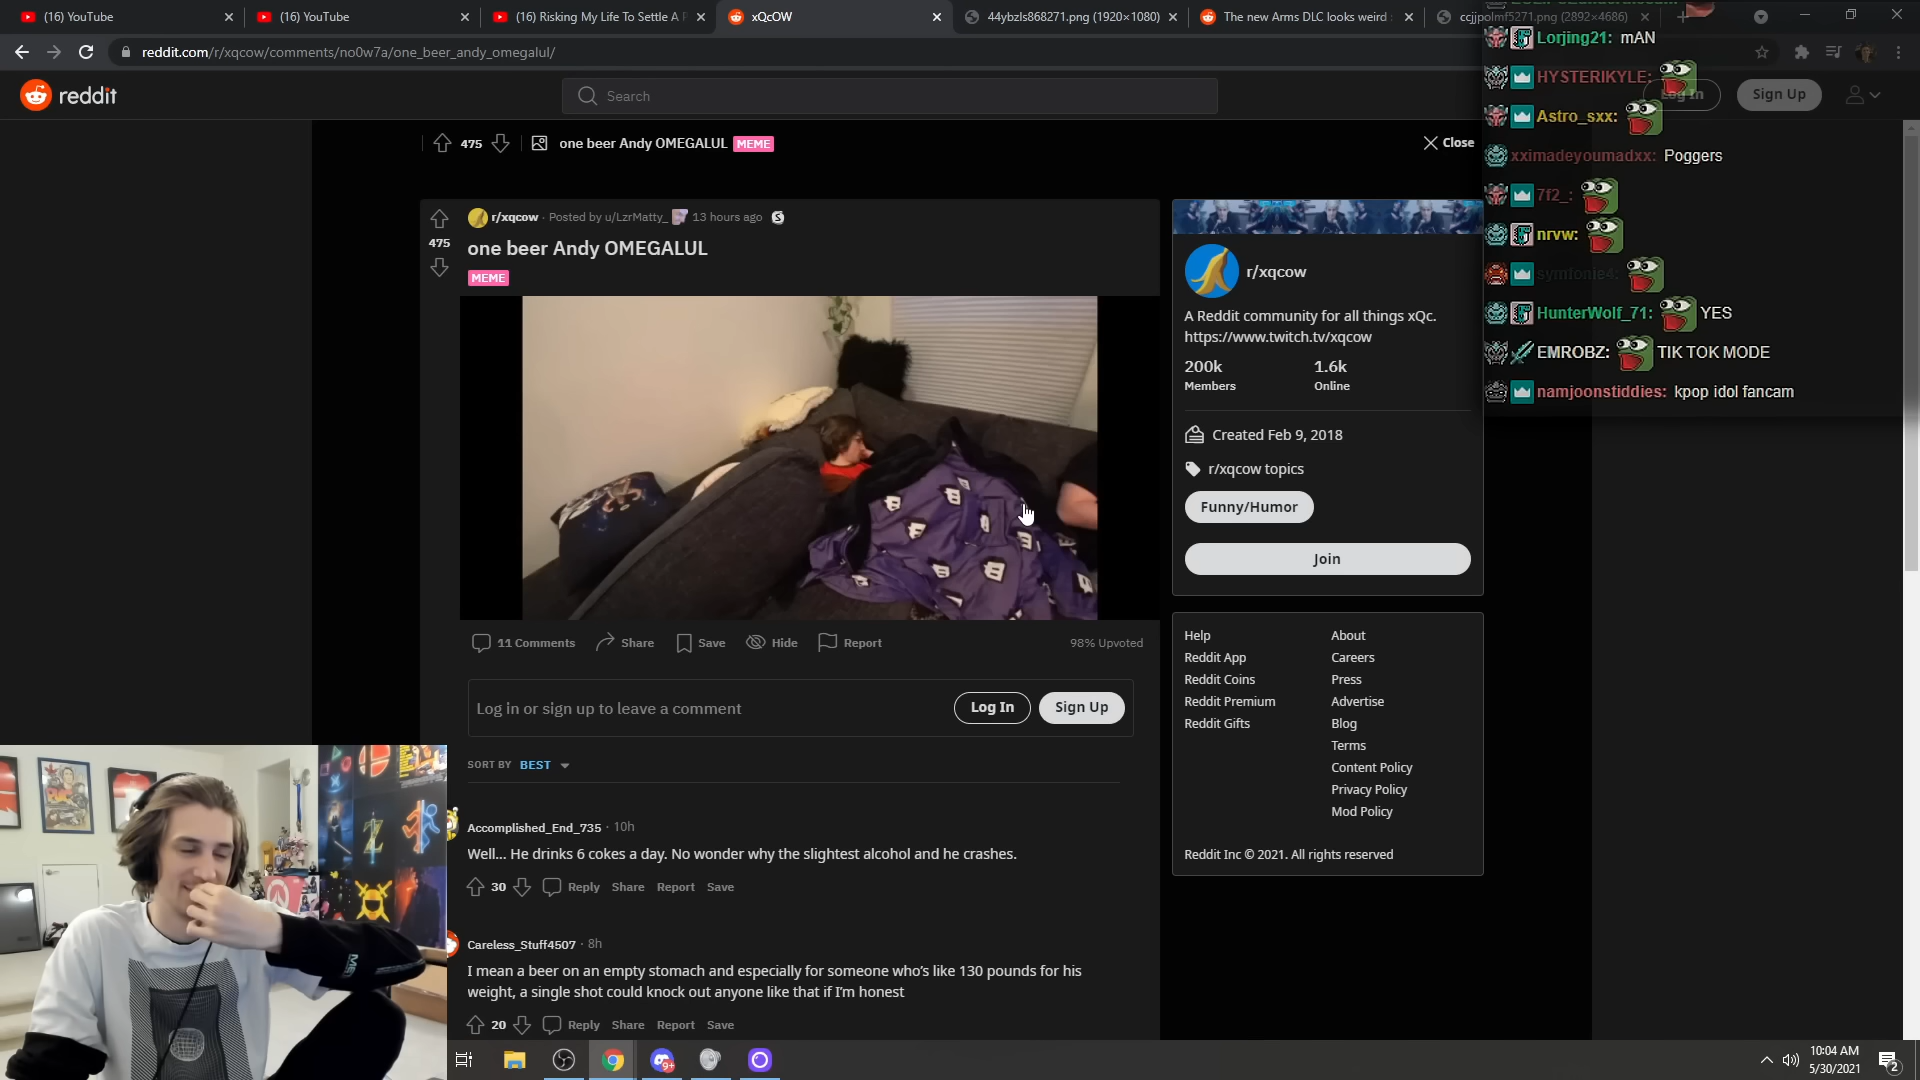 (16) YouTube
(16) YouTube
(16) Risking My Life To Settle A P
xQcOW
44ybzls868271.png (1920×1080)
The new Arms DLC looks weird
ccjjpolmf5271.png (2892×4686)
reddit.com/r/xqcow/comments/no0w7a/one_beer_andy_omegalul/
reddit
Search
Log In
Sign Up
475
one beer Andy OMEGALUL
MEME
Close
r/xqcow · Posted by u/LzrMatty_ 13 hours ago
475
one beer Andy OMEGALUL
MEME
11 Comments
Share
Save
Hide
Report
98% Upvoted
Log in or sign up to leave a comment
Log In
Sign Up
SORT BY BEST
Accomplished_End_735 · 10h
Well... He drinks 6 cokes a day. No wonder why the slightest alcohol and he crashes.
30 Reply Share Report Save
Careless_Stuff4507 · 8h
I mean a beer on an empty stomach and especially for someone who's like 130 pounds for his
weight, a single shot could knock out anyone like that if I'm honest
20 Reply Share Report Save
r/xqcow
A Reddit community for all things xQc.
https://www.twitch.tv/xqcow
200k
Members
1.6k
Online
Created Feb 9, 2018
r/xqcow topics
Funny/Humor
Join
Help
About
Reddit App
Careers
Reddit Coins
Press
Reddit Premium
Advertise
Reddit Gifts
Blog
Terms
Content Policy
Privacy Policy
Mod Policy
Reddit Inc © 2021. All rights reserved
Lorjing21: mAN
HYSTERIKYLE:
Astro_sxx:
xximadeyoumadxx: Poggers
7f2_:
nrvw:
symfonie4:
HunterWolf_71: YES
EMROBZ: TIK TOK MODE
namjoonstiddies: kpop idol fancam
9+
10:04 AM
5/30/2021
2